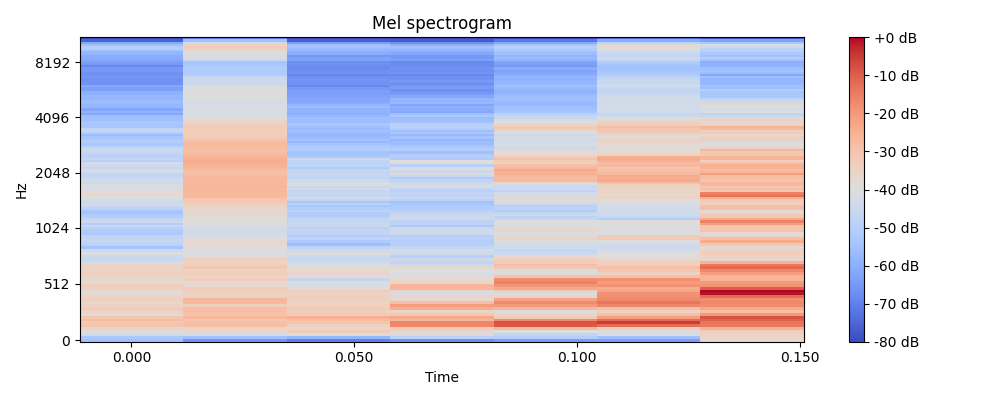 Mel spectrogram
Hz
8192
4096
2048
1024
512
0
0.000 0.050 0.100 0.150
Time
+0 dB
-10 dB
-20 dB
-30 dB
-40 dB
-50 dB
-60 dB
-70 dB
-80 dB